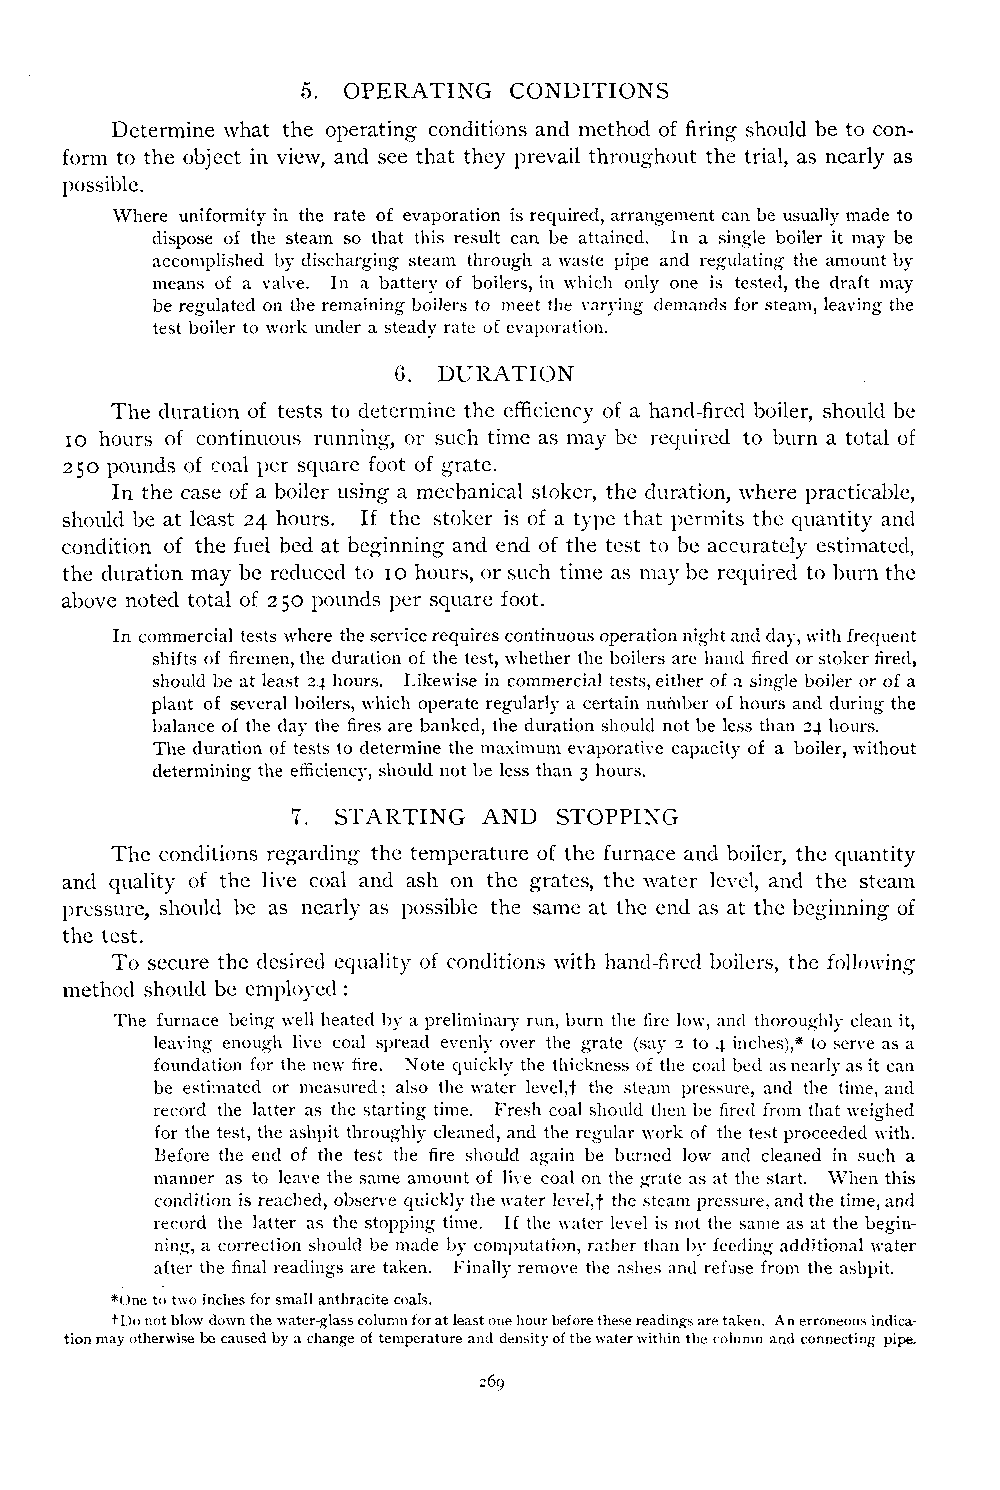 5. OPERATING CONDITIONS
Determine what the operating conditions and method of firing should be to con-
form to the object in view, and see that they prevail throughout the trial, as nearly as
possible.
Where uniformity in the rate of evaporation is required, arrangement can be usually made to
dispose of the steam so that this result can be attained. In a single boiler it may be
accomplished by discharging steam through a waste pipe and regulating the amount by
means of a valve. In a battery of boilers, in which only one is tested, the draft may
be regulated on the remaining boilers to meet the varying demands for steam, leaving the
test boiler to work under a steady rate of evaporation.
6. DURATION
The duration of tests to determine the efficiency of a hand-fired boiler, should be
10 hours of continuous running, or such time as may be required to burn a total of
250 pounds of coal per square foot of grate.
In the case of a boiler using a mechanical stoker, the duration, where practicable,
should be at least 24 hours. If the stoker is of a type that permits the quantity and
condition of the fuel bed at beginning and end of the test to be accurately estimated,
the duration may be reduced to 10 hours, or such time as may be required to burn the
above noted total of 250 pounds per square foot.
In commercial tests where the service requires continuous operation night and day, with frequent
shifts of firemen, the duration of the test, whether the boilers are hand fired or stoker fired,
should be at least 24 hours. Likewise in commercial tests, either of a single boiler or of a
plant of several boilers, which operate regularly a certain number of hours and during the
balance of the day the fires are banked, the duration should not be less than 24 hours.
The duration of tests to determine the maximum evaporative capacity of a boiler, without
determining the efficiency, should not be less than 3 hours.
7. STARTING AND STOPPING
The conditions regarding the temperature of the furnace and boiler, the quantity
and quality of the live coal and ash on the grates, the water level, and the steam
pressure, should be as nearly as possible the same at the end as at the beginning of
the test.
To secure the desired equality of conditions with hand-fired boilers, the following
method should be employed:
The furnace being well heated by a preliminary run, burn the fire low, and thoroughly clean it,
leaving enough live coal spread evenly over the grate (say 2 to 4 inches),* to serve as a
foundation for the new fire. Note quickly the thickness of the coal bed as nearly as it can
be estimated or measured; also the water level,† the steam pressure, and the time, and
record the latter as the starting time. Fresh coal should then be fired from that weighed
for the test, the ashpit throughly cleaned, and the regular work of the test proceeded with.
Before the end of the test the fire should again be burned low and cleaned in such a
manner as to leave the same amount of live coal on the grate as at the start. When this
condition is reached, observe quickly the water level,† the steam pressure, and the time, and
record the latter as the stopping time. If the water level is not the same as at the begin-
ning, a correction should be made by computation, rather than by feeding additional water
after the final readings are taken. Finally remove the ashes and refuse from the ashpit.
*One to two inches for small anthracite coals.
†Do not blow down the water-glass column for at least one hour before these readings are taken. An erroneous indica-
tion may otherwise be caused by a change of temperature and density of the water within the column and connecting pipe.
269